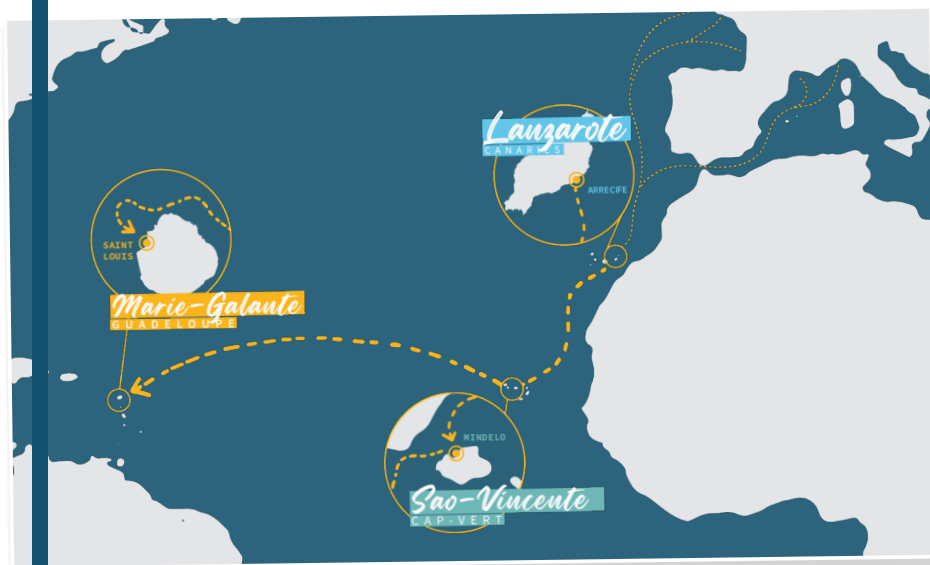 Lanzarote
CANARIES
ARRECIFE
SAINT
LOUIS
Marie-Galante
GUADELOUPE
MINDELO
Sao-Vincente
CAP-VERT